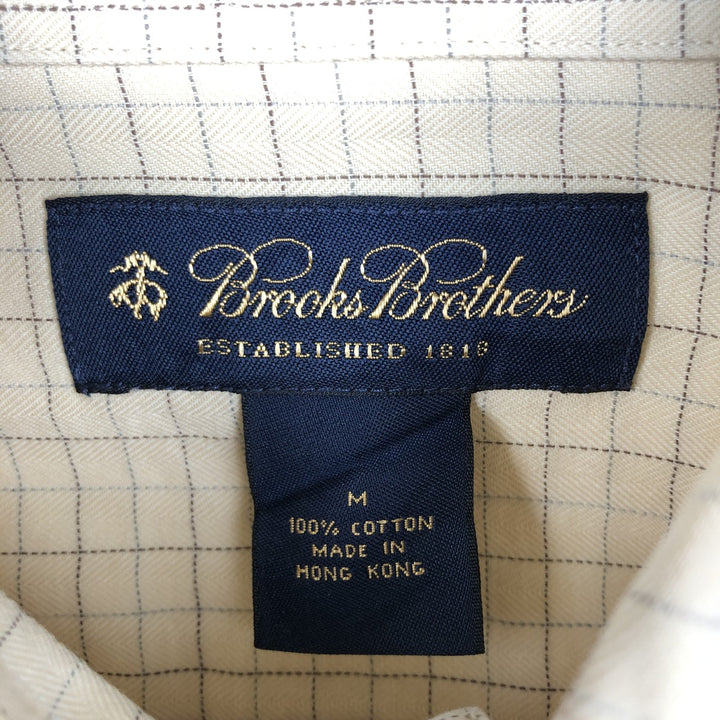 Brooks Brothers
ESTABLISHED 1818
M
100% COTTON
MADE IN
HONG KONG